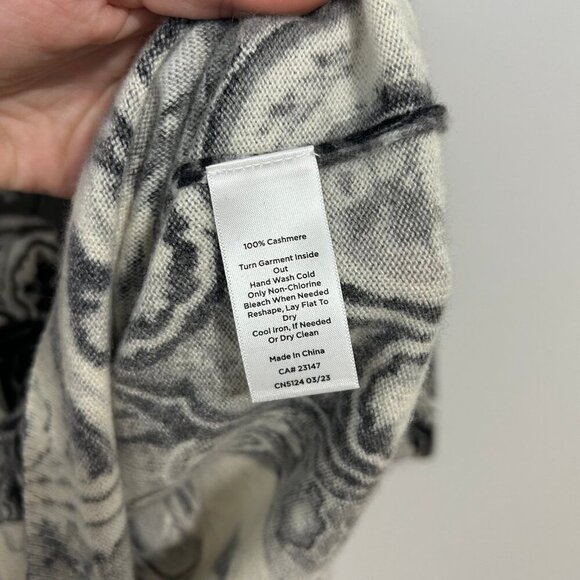 100% Cashmere
Turn Garment Inside
Out
Hand Wash Cold
Only Non-Chlorine
Bleach When Needed
Reshape, Lay Flat To
Dry
Cool Iron, If Needed
Or Dry Clean
Made In China
CA# 23147
CN5124 03/23